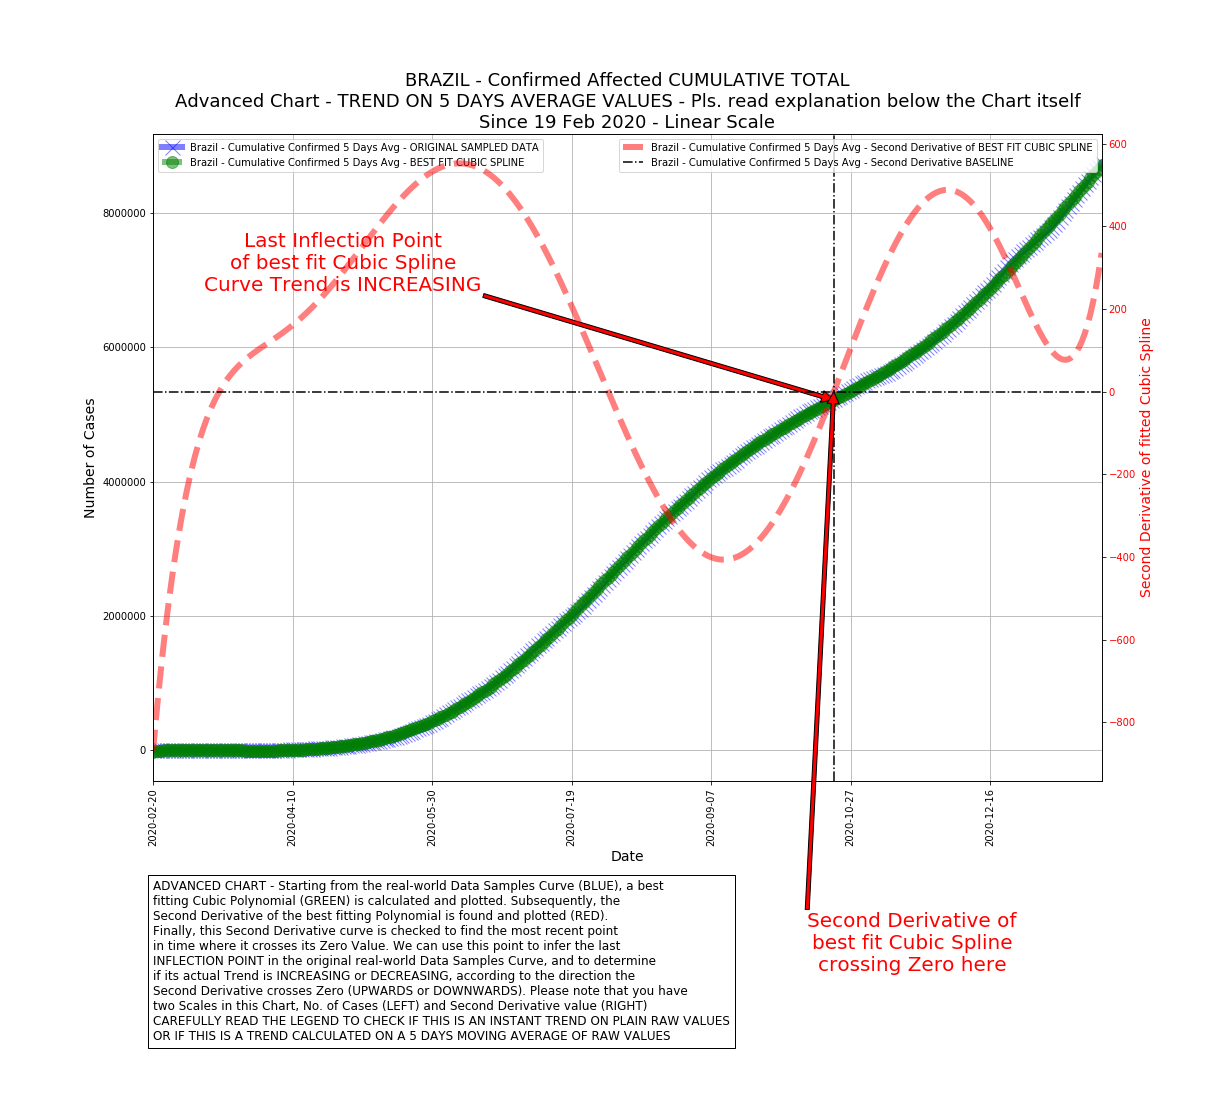 BRAZIL - Confirmed Affected CUMULATIVE TOTAL
Advanced Chart - TREND ON 5 DAYS AVERAGE VALUES - Pls. read explanation below the Chart itself
Since 19 Feb 2020 - Linear Scale
Brazil - Cumulative Confirmed 5 Days Avg - ORIGINAL SAMPLED DATA
Brazil - Cumulative Confirmed 5 Days Avg - BEST FIT CUBIC SPLINE
Brazil - Cumulative Confirmed 5 Days Avg - Second Derivative of BEST FIT CUBIC SPLINE
Brazil - Cumulative Confirmed 5 Days Avg - Second Derivative BASELINE
Last Inflection Point
of best fit Cubic Spline
Curve Trend is INCREASING
Number of Cases
8000000
6000000
4000000
2000000
0
600
400
200
0
−200
−400
−600
−800
Second Derivative of fitted Cubic Spline
2020-02-20
2020-04-10
2020-05-30
2020-07-19
2020-09-07
2020-10-27
2020-12-16
Date
ADVANCED CHART - Starting from the real-world Data Samples Curve (BLUE), a best
fitting Cubic Polynomial (GREEN) is calculated and plotted. Subsequently, the
Second Derivative of the best fitting Polynomial is found and plotted (RED).
Finally, this Second Derivative curve is checked to find the most recent point
in time where it crosses its Zero Value. We can use this point to infer the last
INFLECTION POINT in the original real-world Data Samples Curve, and to determine
if its actual Trend is INCREASING or DECREASING, according to the direction the
Second Derivative crosses Zero (UPWARDS or DOWNWARDS). Please note that you have
two Scales in this Chart, No. of Cases (LEFT) and Second Derivative value (RIGHT)
CAREFULLY READ THE LEGEND TO CHECK IF THIS IS AN INSTANT TREND ON PLAIN RAW VALUES
OR IF THIS IS A TREND CALCULATED ON A 5 DAYS MOVING AVERAGE OF RAW VALUES
Second Derivative of
best fit Cubic Spline
crossing Zero here